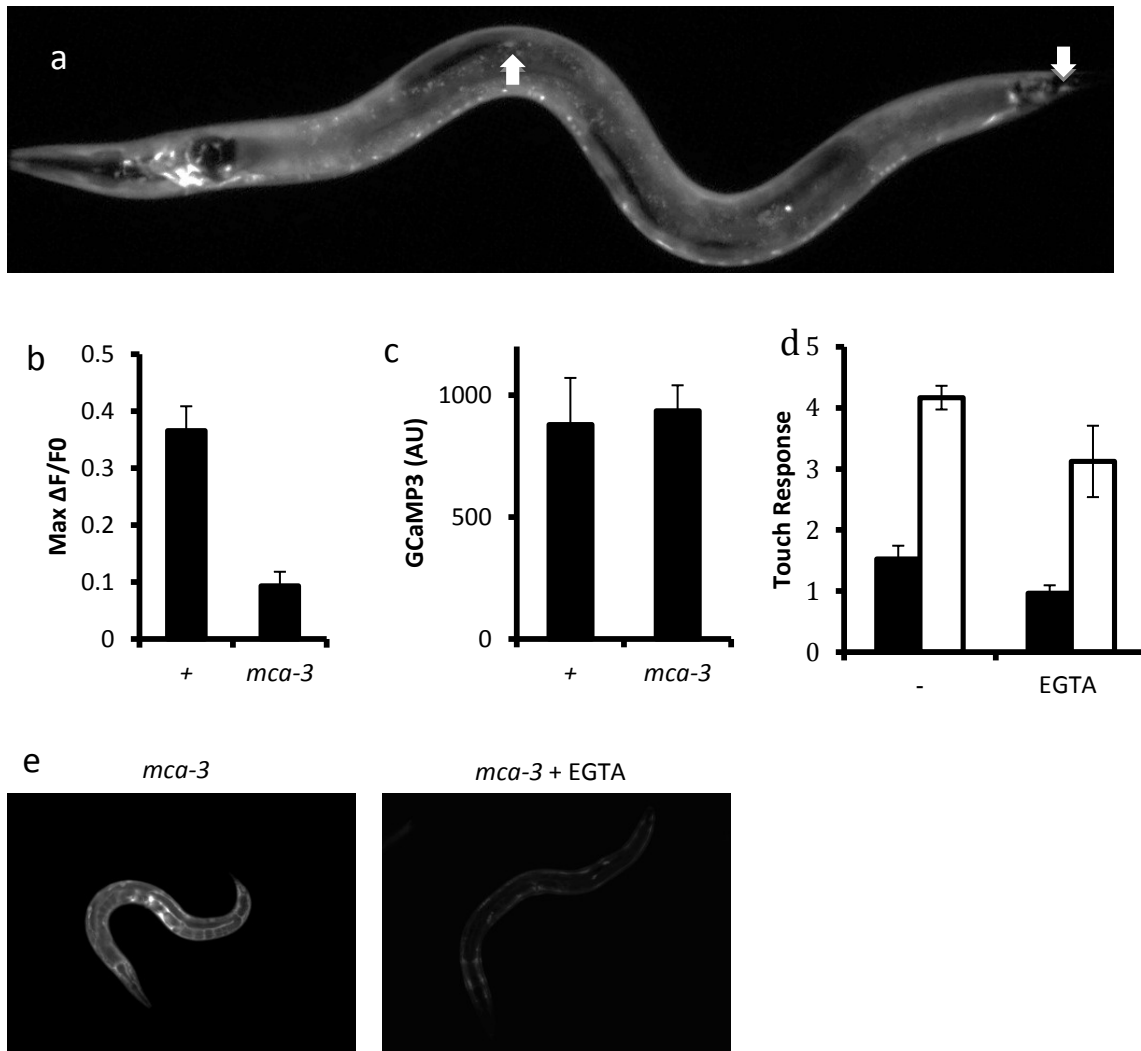 a
b
Max ΔF/F0
0.5
0.4
0.3
0.2
0.1
0
+ mca-3
c
GCaMP3 (AU)
1000
500
0
+ mca-3
d
Touch Response
5
4
3
2
1
0
- EGTA
e
mca-3
mca-3 + EGTA